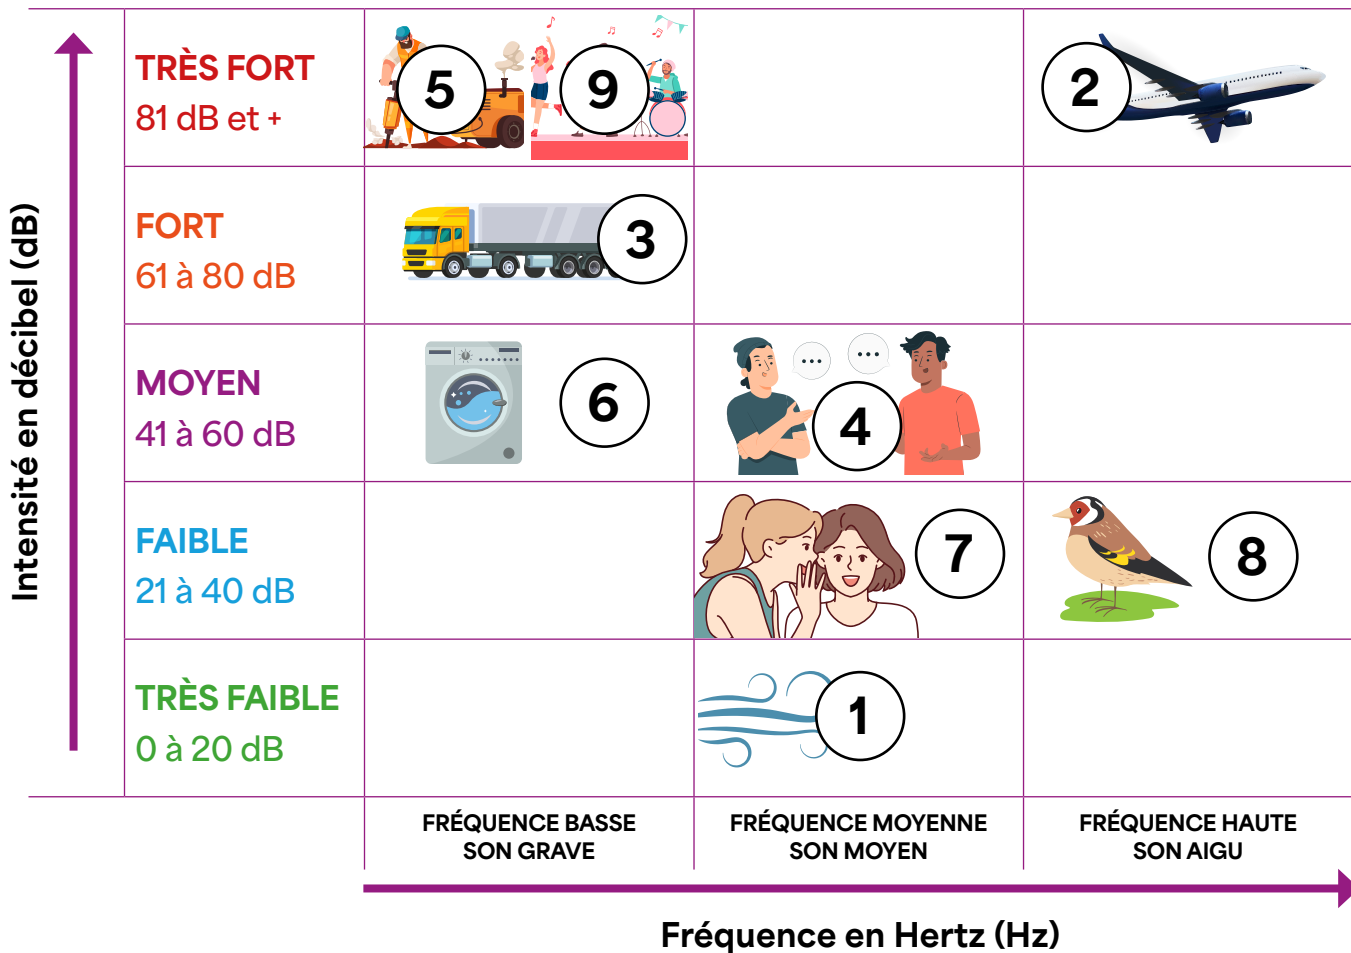 Intensité en décibel (dB)
TRÈS FORT
81 dB et +
5
9
2
FORT
61 à 80 dB
3
MOYEN
41 à 60 dB
6
4
FAIBLE
21 à 40 dB
7
8
TRÈS FAIBLE
0 à 20 dB
1
FRÉQUENCE BASSE
SON GRAVE
FRÉQUENCE MOYENNE
SON MOYEN
FRÉQUENCE HAUTE
SON AIGU
Fréquence en Hertz (Hz)